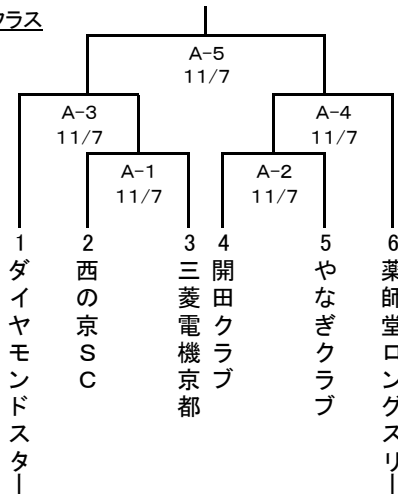 クラス
A-5
11/7
A-3
11/7
A-4
11/7
A-1
11/7
A-2
11/7
1 ダイヤモンドスター
2 西の京SC
3 三菱電機京都
4 開田クラブ
5 やなぎクラブ
6 薬師堂ロングスリー